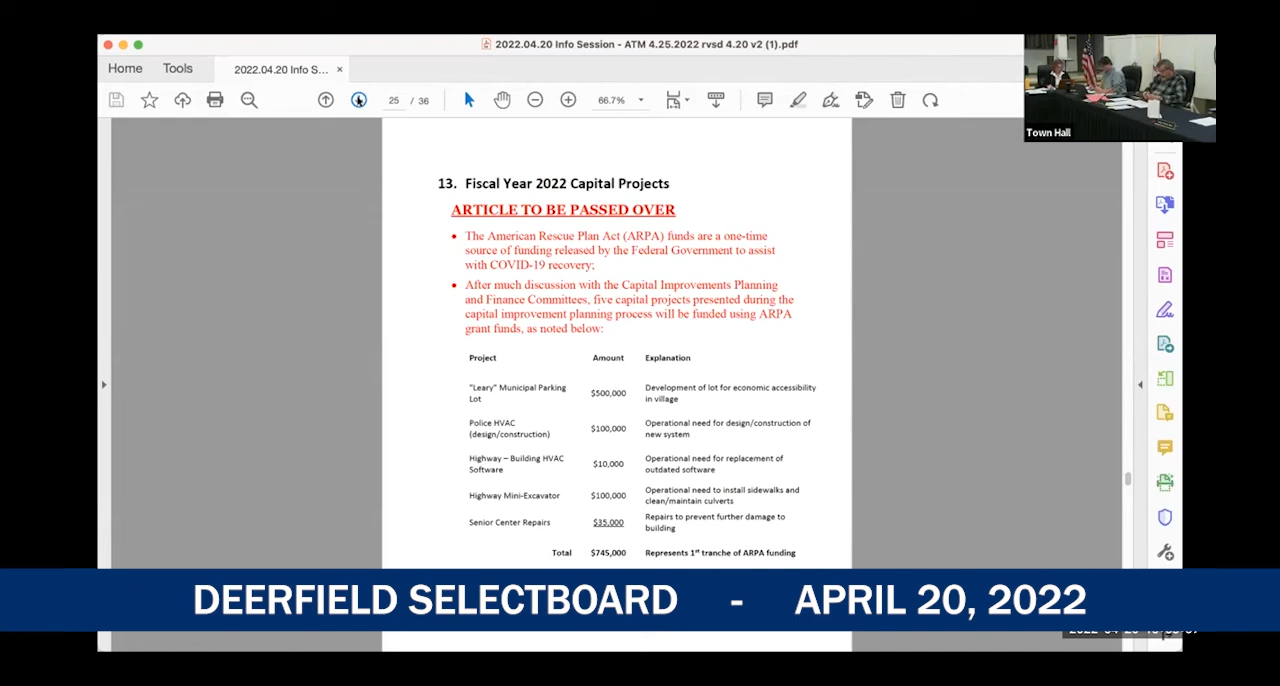 2022.04.20 Info Session - ATM 4.25.2022 rvsd 4.20 v2 (1).pdf
Home
Tools
2022.04.20 Info S...
25 / 36
66.7%
Town Hall
13. Fiscal Year 2022 Capital Projects
ARTICLE TO BE PASSED OVER
• The American Rescue Plan Act (ARPA) funds are a one-time
source of funding released by the Federal Government to assist
with COVID-19 recovery;
• After much discussion with the Capital Improvements Planning
and Finance Committees, five capital projects presented during the
capital improvement planning process will be funded using ARPA
grant funds, as noted below:
Project Amount Explanation
"Leary" Municipal Parking
Lot
$500,000
Development of lot for economic accessibility
in village
Police HVAC
(design/construction)
$100,000
Operational need for design/construction of
new system
Highway – Building HVAC
Software
$10,000
Operational need for replacement of
outdated software
Highway Mini-Excavator
$100,000
Operational need to install sidewalks and
clean/maintain culverts
Senior Center Repairs
$35,000
Repairs to prevent further damage to
building
Total $745,000 Represents 1st tranche of ARPA funding
DEERFIELD SELECTBOARD - APRIL 20, 2022